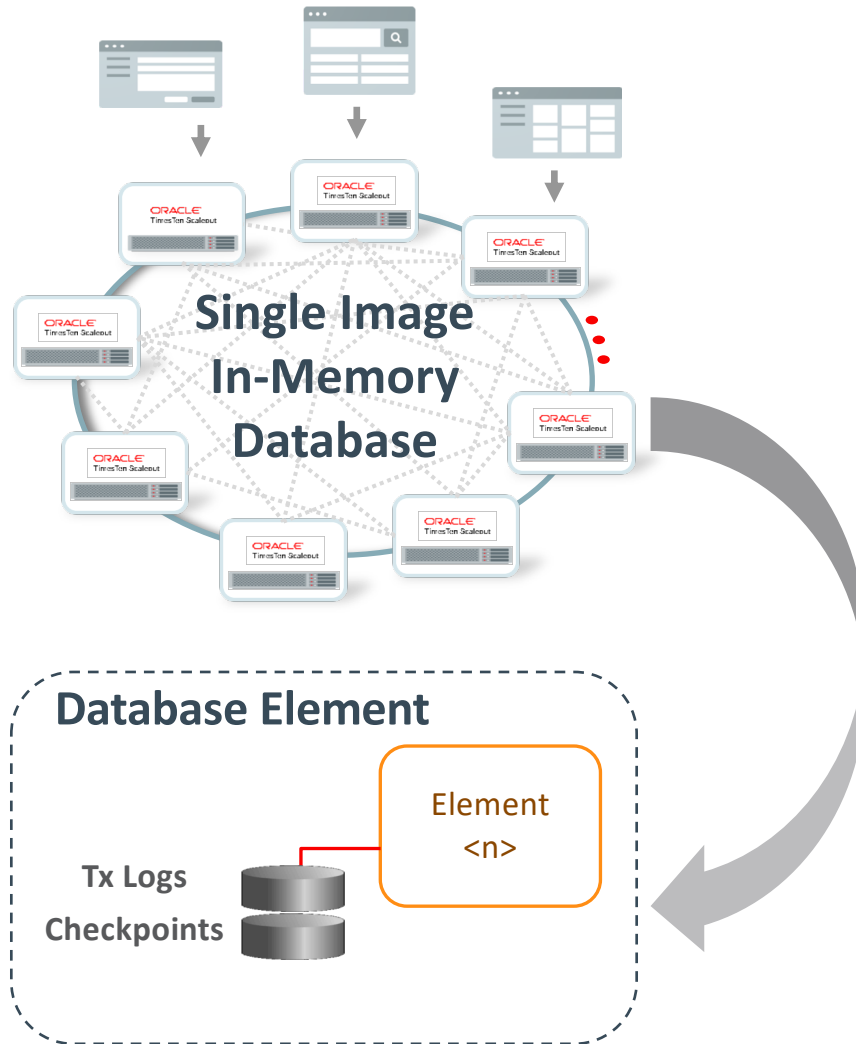 ORACLE
TimesTen Scaleout
ORACLE
TimesTen Scaleout
ORACLE
TimesTen Scaleout
ORACLE
TimesTen Scaleout
Single Image
In-Memory
Database
ORACLE
TimesTen Scaleout
ORACLE
TimesTen Scaleout
ORACLE
TimesTen Scaleout
ORACLE
TimesTen Scaleout
Database Element
Element
<n>
Tx Logs
Checkpoints